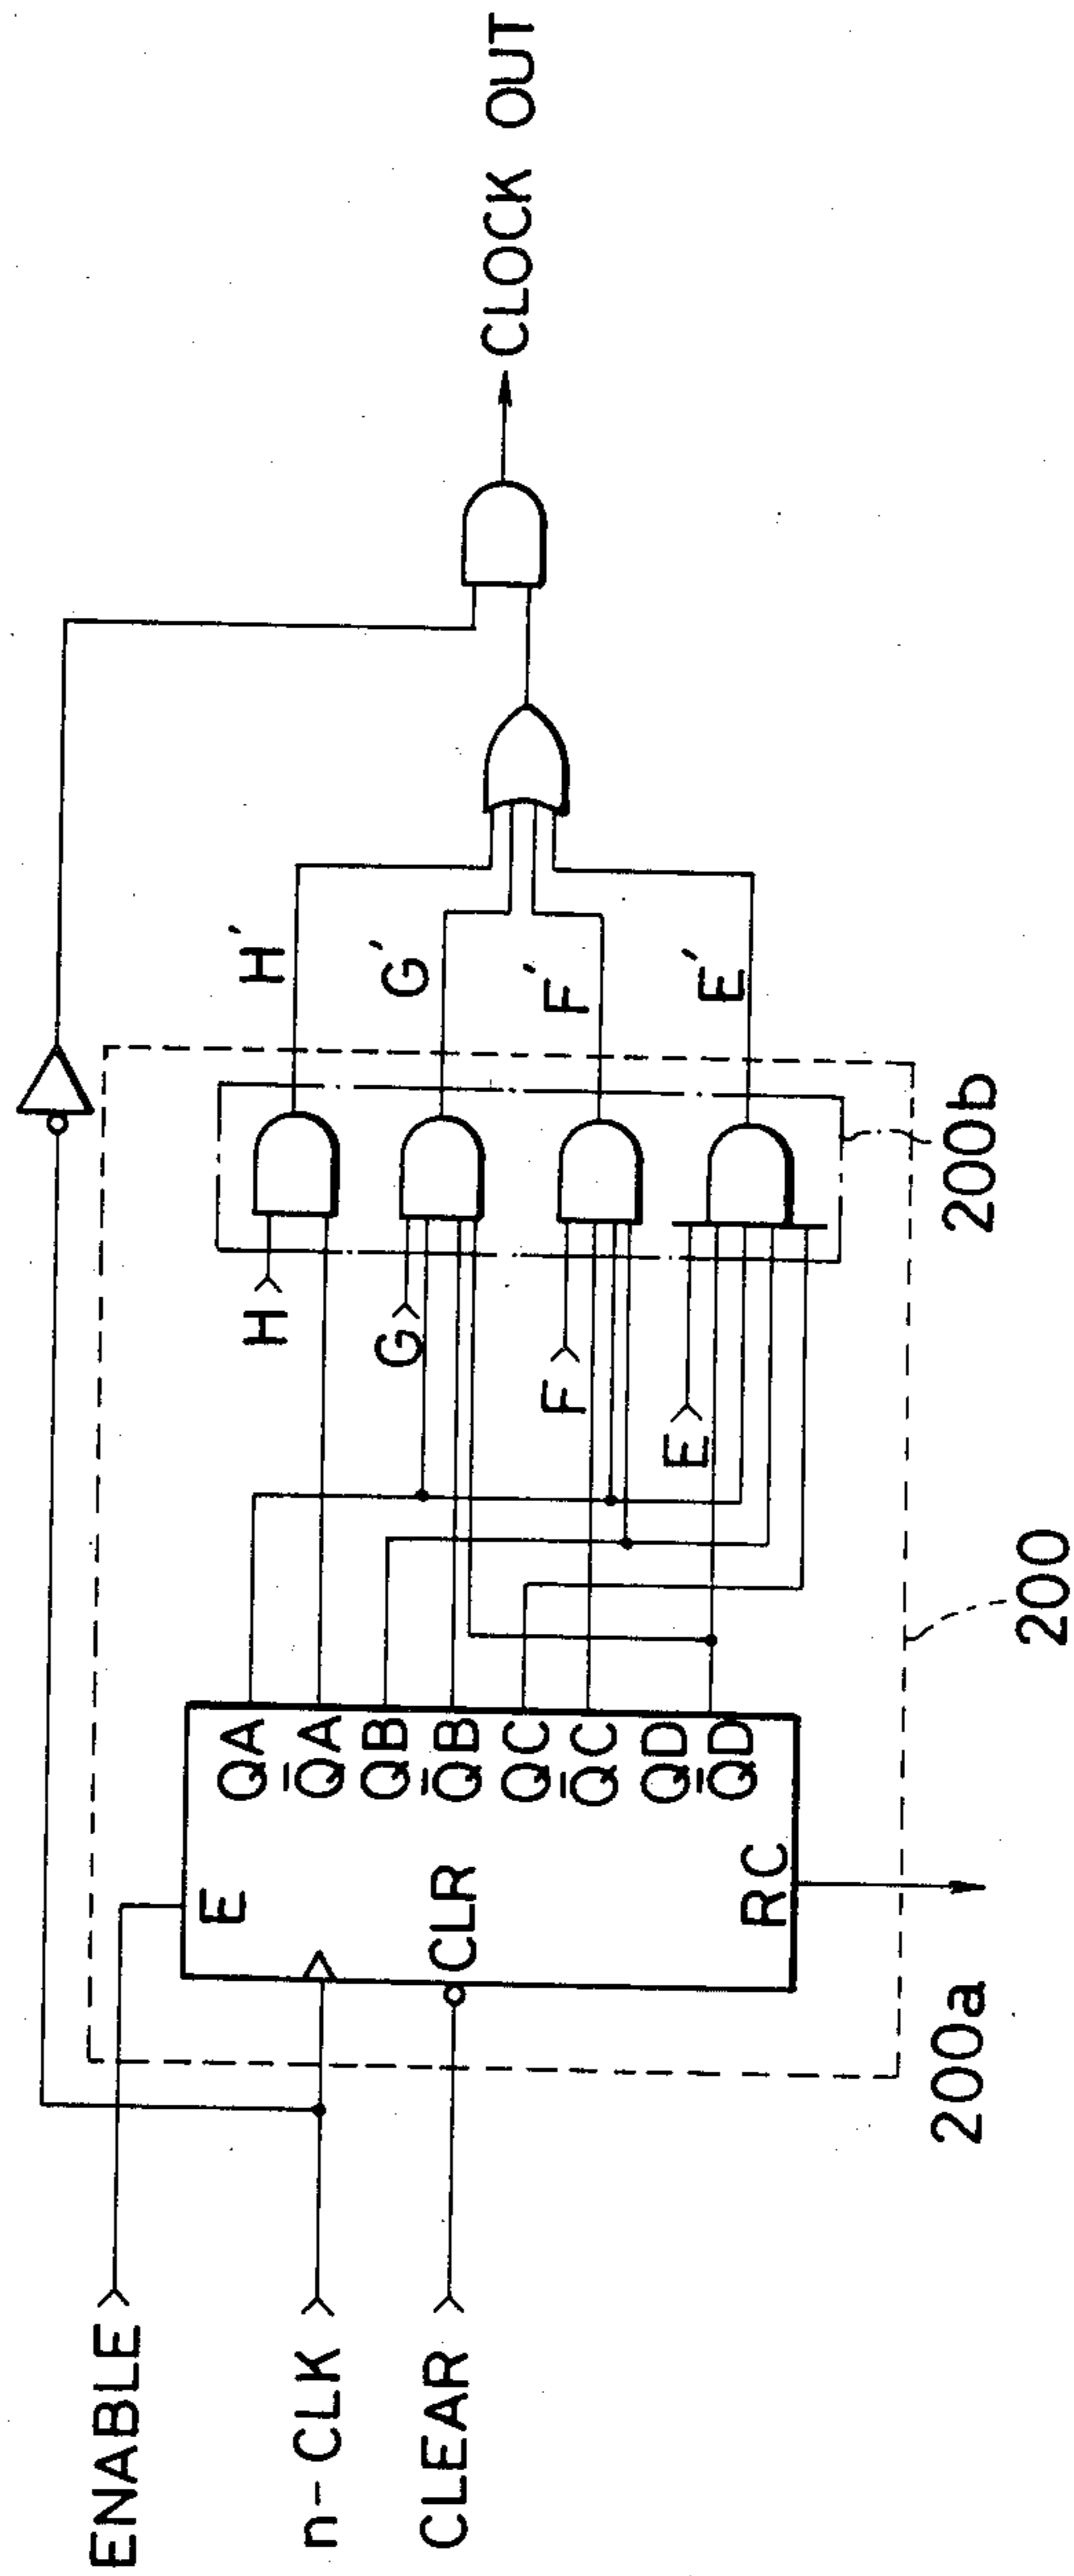 ENABLE
n-CLK
CLEAR
E
CLR
RC
QA
Q̅A
QB
Q̅B
QC
Q̅C
QD
Q̅D
H
G
F
E
H'
G'
F'
E'
CLOCK OUT
200a
200
200b